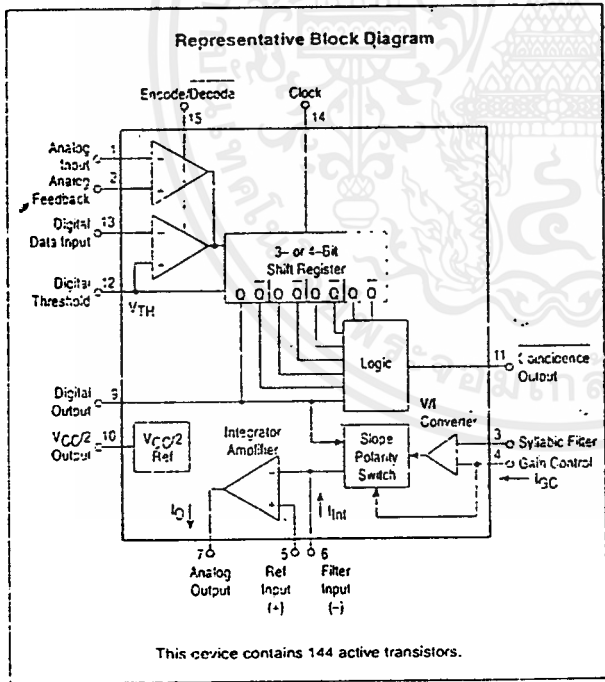 Representative Block Diagram
Encode/Decode
15
Clock
14
Analog
Input
1
Analog
Feedback
2
Digital
Data Input
13
Digital
Threshold
12
VTH
3– or 4–Bit
Shift Register
Q Q Q Q Q Q Q Q
Logic
11
Coincidence
Output
Digital
Output
9
VCC/2
Output
10
VCC/2
Ref
Integrator
Amplifier
Slope
Polarity
Switch
V/I
Converter
3
Syllabic Filter
4
Gain Control
IGC
IO
IInt
7
5
6
Analog
Output
Ref
Input
(+)
Filter
Input
(–)
This device contains 144 active transistors.